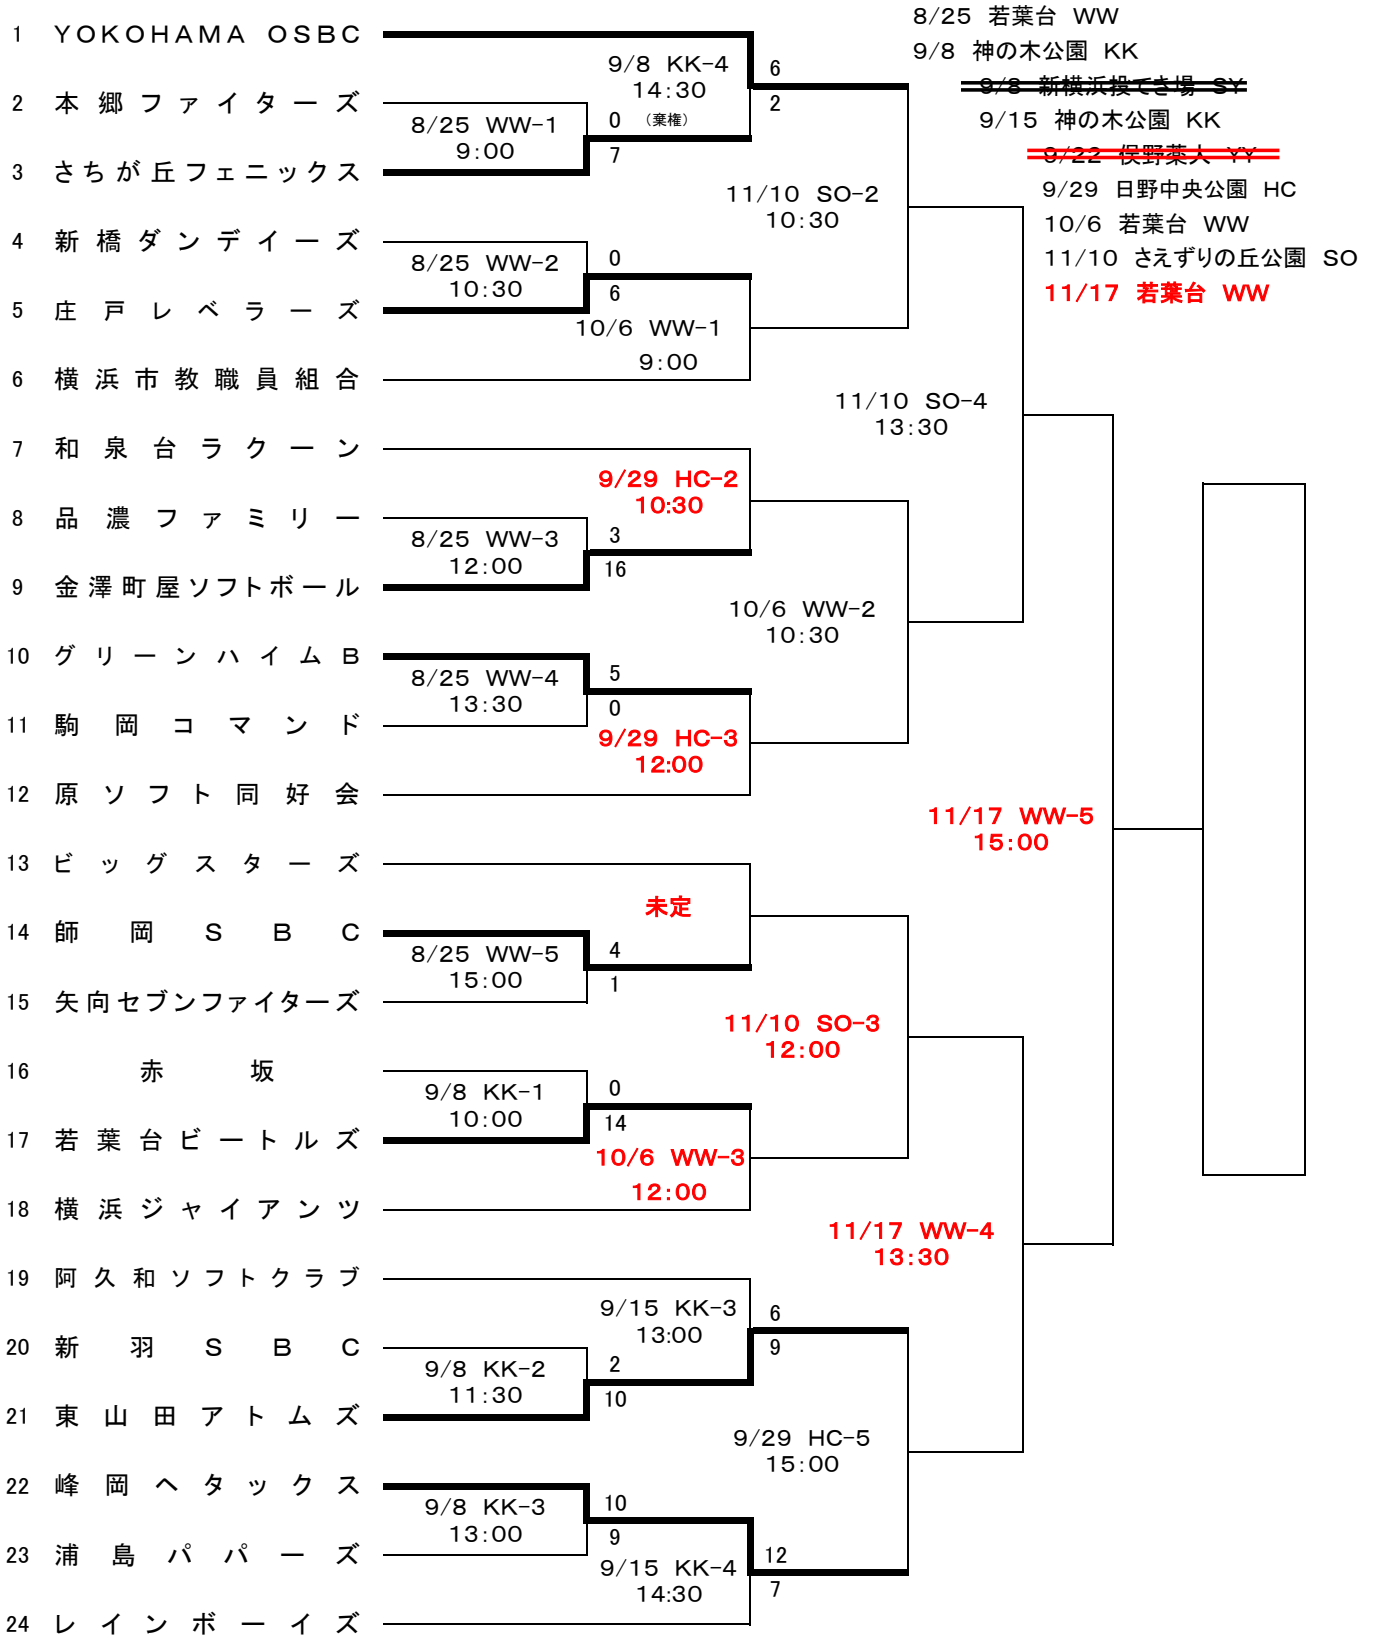 8/25 若葉台 WW
9/8 神の木公園 KK
9/8 新横浜投てき場 SY
9/15 神の木公園 KK
9/22 俣野薬人 YY
9/29 日野中央公園 HC
10/6 若葉台 WW
11/10 さえずりの丘公園 SO
11/17 若葉台 WW
1 YOKOHAMA OSBC
9/8 KK-4
14:30
(棄権)
6
2
2 本郷ファイターズ
8/25 WW-1
9:00
0
7
3 さちが丘フェニックス
11/10 SO-2
10:30
4 新橋ダンデイーズ
8/25 WW-2
10:30
0
6
5 庄戸レベラーズ
10/6 WW-1
9:00
6 横浜市教職員組合
11/10 SO-4
13:30
7 和泉台ラクーン
9/29 HC-2
10:30
8 品濃ファミリー
8/25 WW-3
12:00
3
16
9 金澤町屋ソフトボール
10/6 WW-2
10:30
10 グリーンハイムB
8/25 WW-4
13:30
5
0
11 駒岡コマンド
9/29 HC-3
12:00
12 原ソフト同好会
11/17 WW-5
15:00
13 ビッグスターズ
未定
14 師岡SBC
8/25 WW-5
15:00
4
1
15 矢向セブンファイターズ
11/10 SO-3
12:00
16 赤坂
9/8 KK-1
10:00
0
14
17 若葉台ビートルズ
10/6 WW-3
12:00
18 横浜ジャイアンツ
11/17 WW-4
13:30
19 阿久和ソフトクラブ
9/15 KK-3
13:00
6
9
20 新羽SBC
9/8 KK-2
11:30
2
10
21 東山田アトムズ
9/29 HC-5
15:00
22 峰岡ヘタックス
9/8 KK-3
13:00
10
9
23 浦島パパーズ
9/15 KK-4
14:30
12
7
24 レインボーイズ